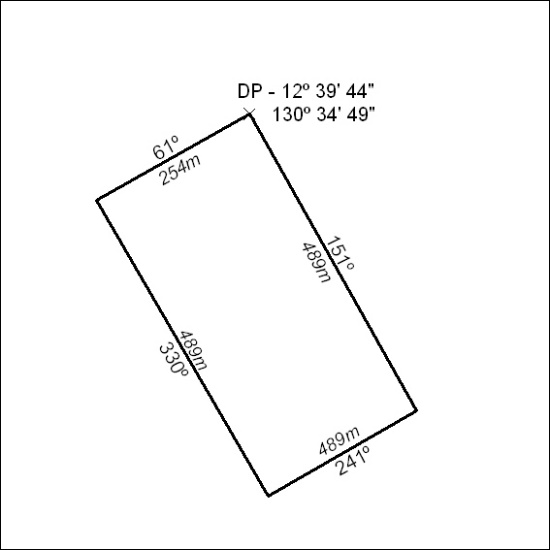 DP - 12º 39' 44"
130º 34' 49"
61º
254m
151º
489m
489m
330º
489m
241º